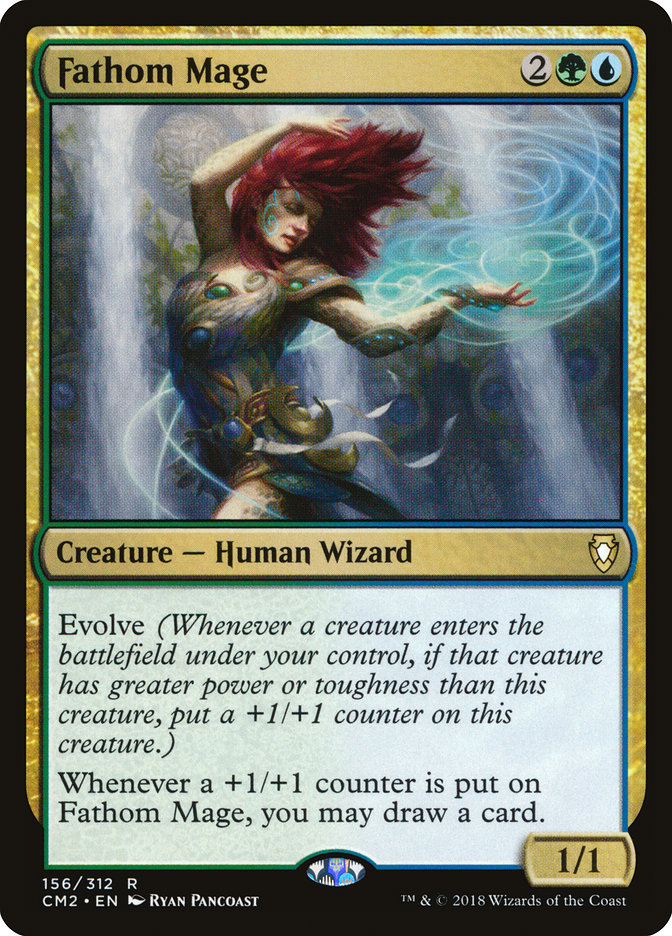 Fathom Mage 2
Creature — Human Wizard
Evolve (Whenever a creature enters the
battlefield under your control, if that creature
has greater power or toughness than this
creature, put a +1/+1 counter on this
creature.)
Whenever a +1/+1 counter is put on
Fathom Mage, you may draw a card.
1/1
156/312 R
CM2 • EN Ryan Pancoast
™ & © 2018 Wizards of the Coast